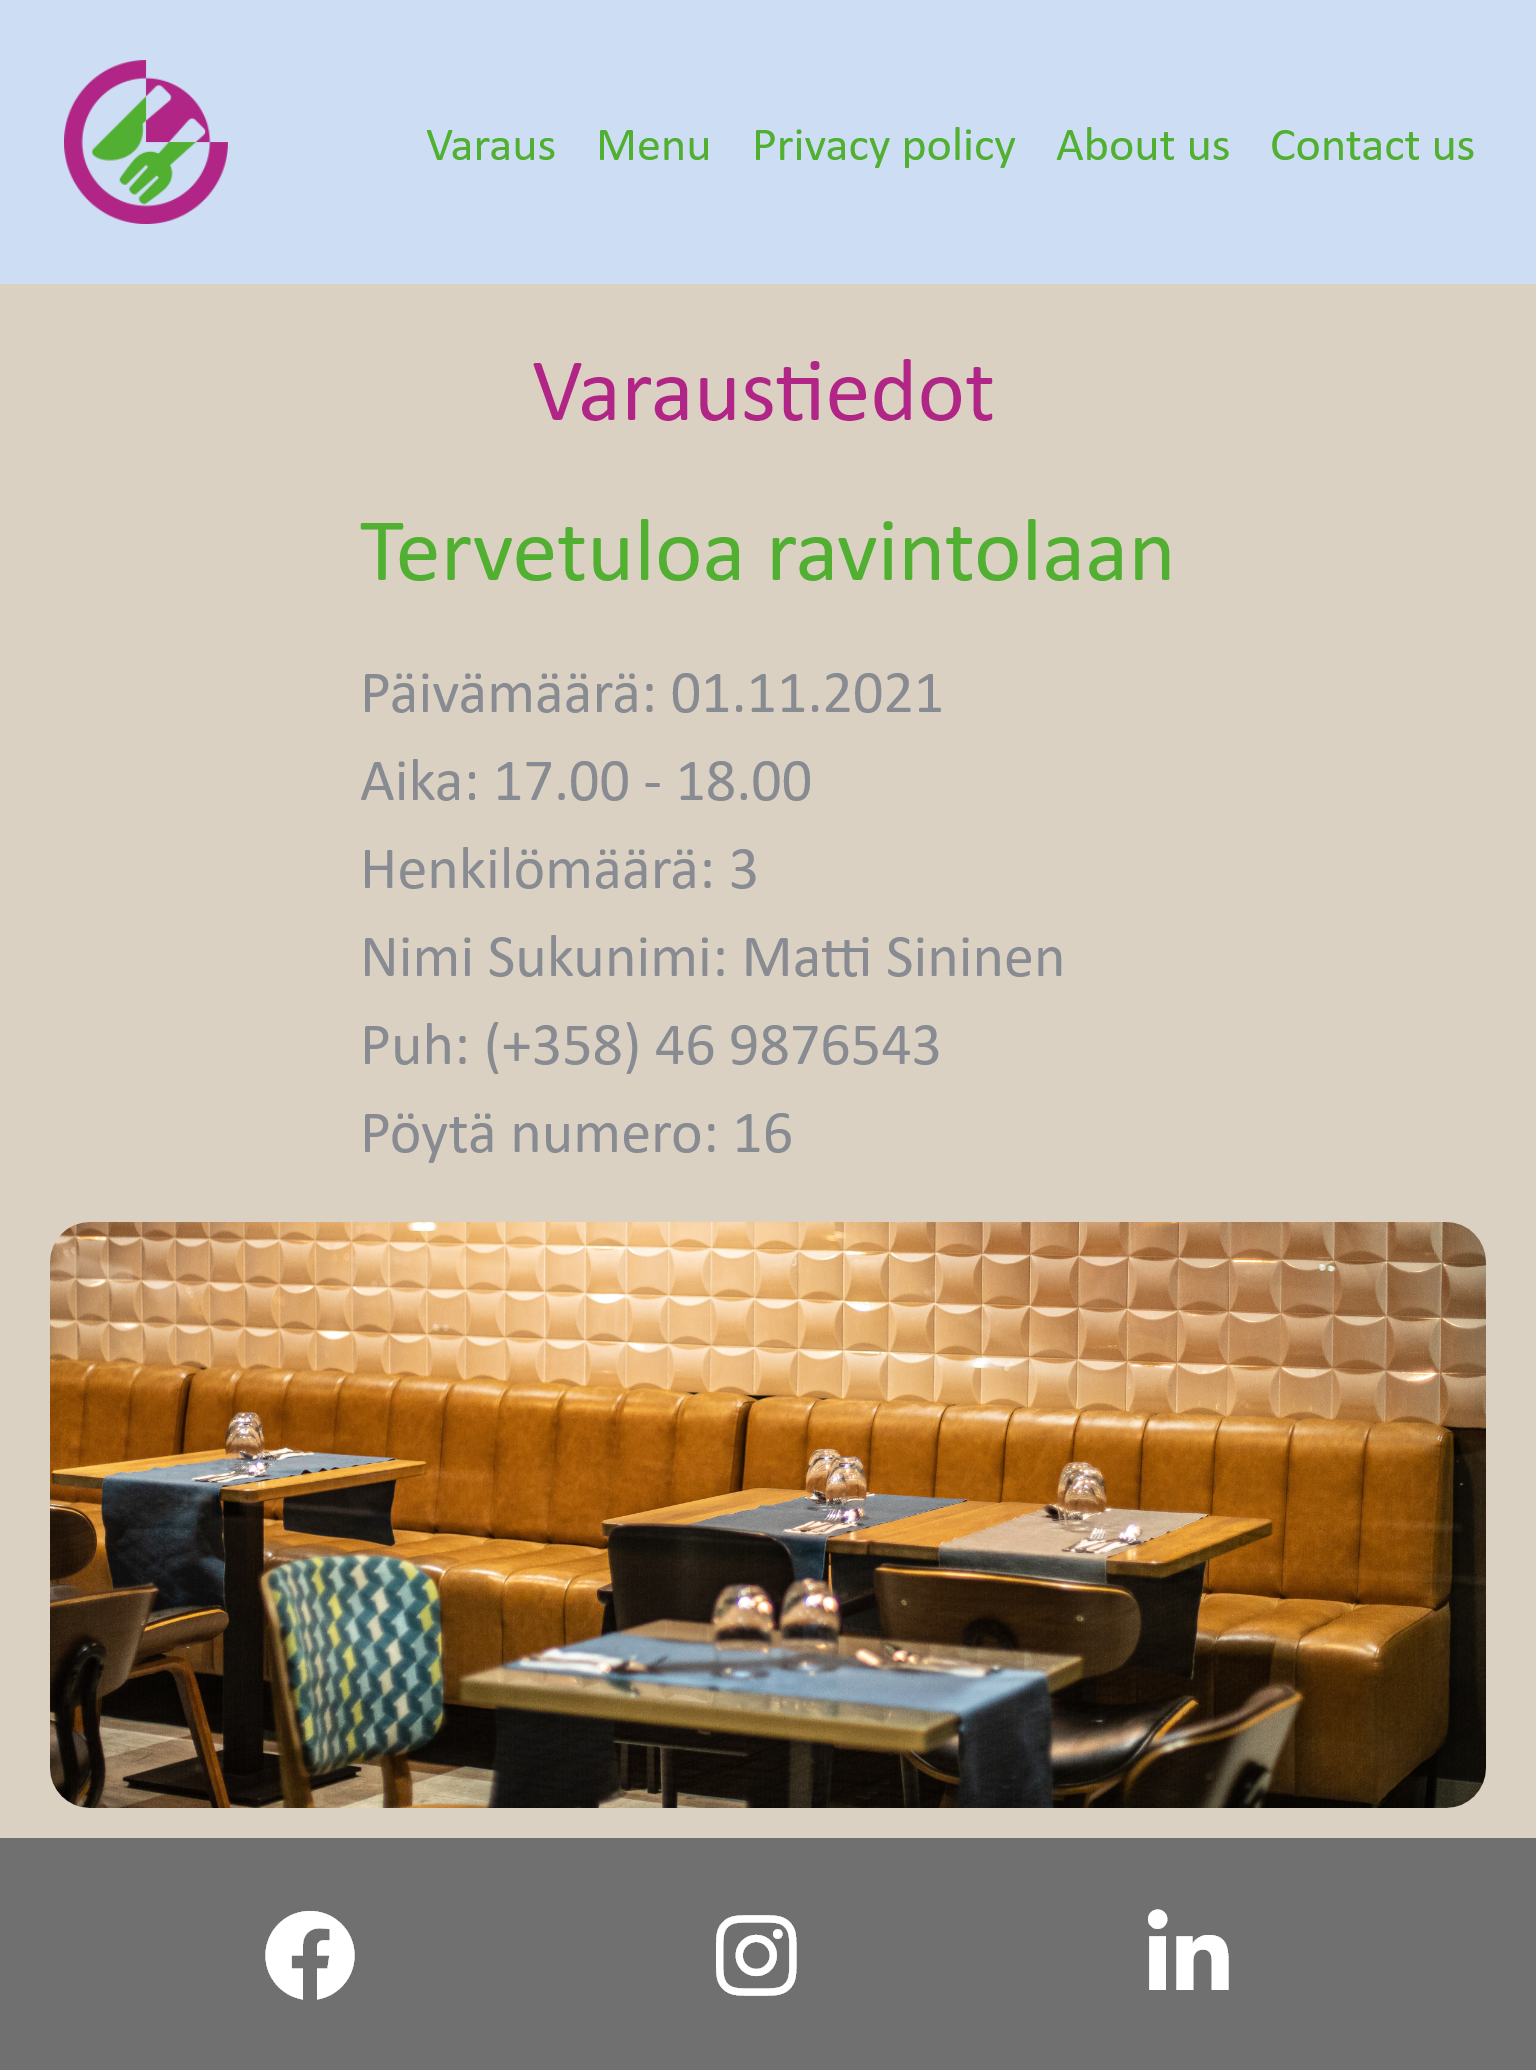 Varaus Menu Privacy policy About us Contact us
Varaustiedot
Tervetuloa ravintolaan
Päivämäärä: 01.11.2021
Aika: 17.00 - 18.00
Henkilömäärä: 3
Nimi Sukunimi: Matti Sininen
Puh: (+358) 46 9876543
Pöytä numero: 16